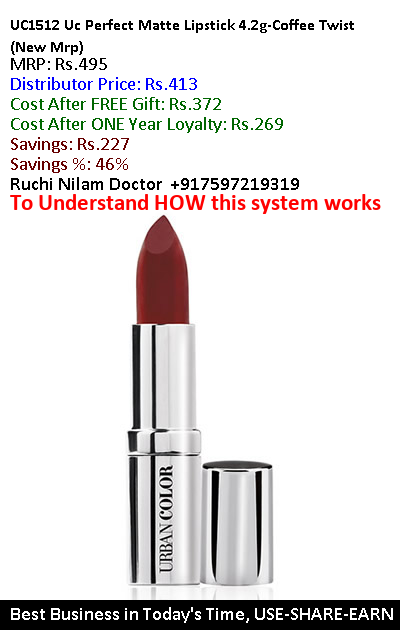 UC1512 Uc Perfect Matte Lipstick 4.2g-Coffee Twist
(New Mrp)
MRP: Rs.495
Distributor Price: Rs.413
Cost After FREE Gift: Rs.372
Cost After ONE Year Loyalty: Rs.269
Savings: Rs.227
Savings %: 46%
Ruchi Nilam Doctor +917597219319
To Understand HOW this system works
URBAN COLOR
Best Business in Today's Time, USE-SHARE-EARN